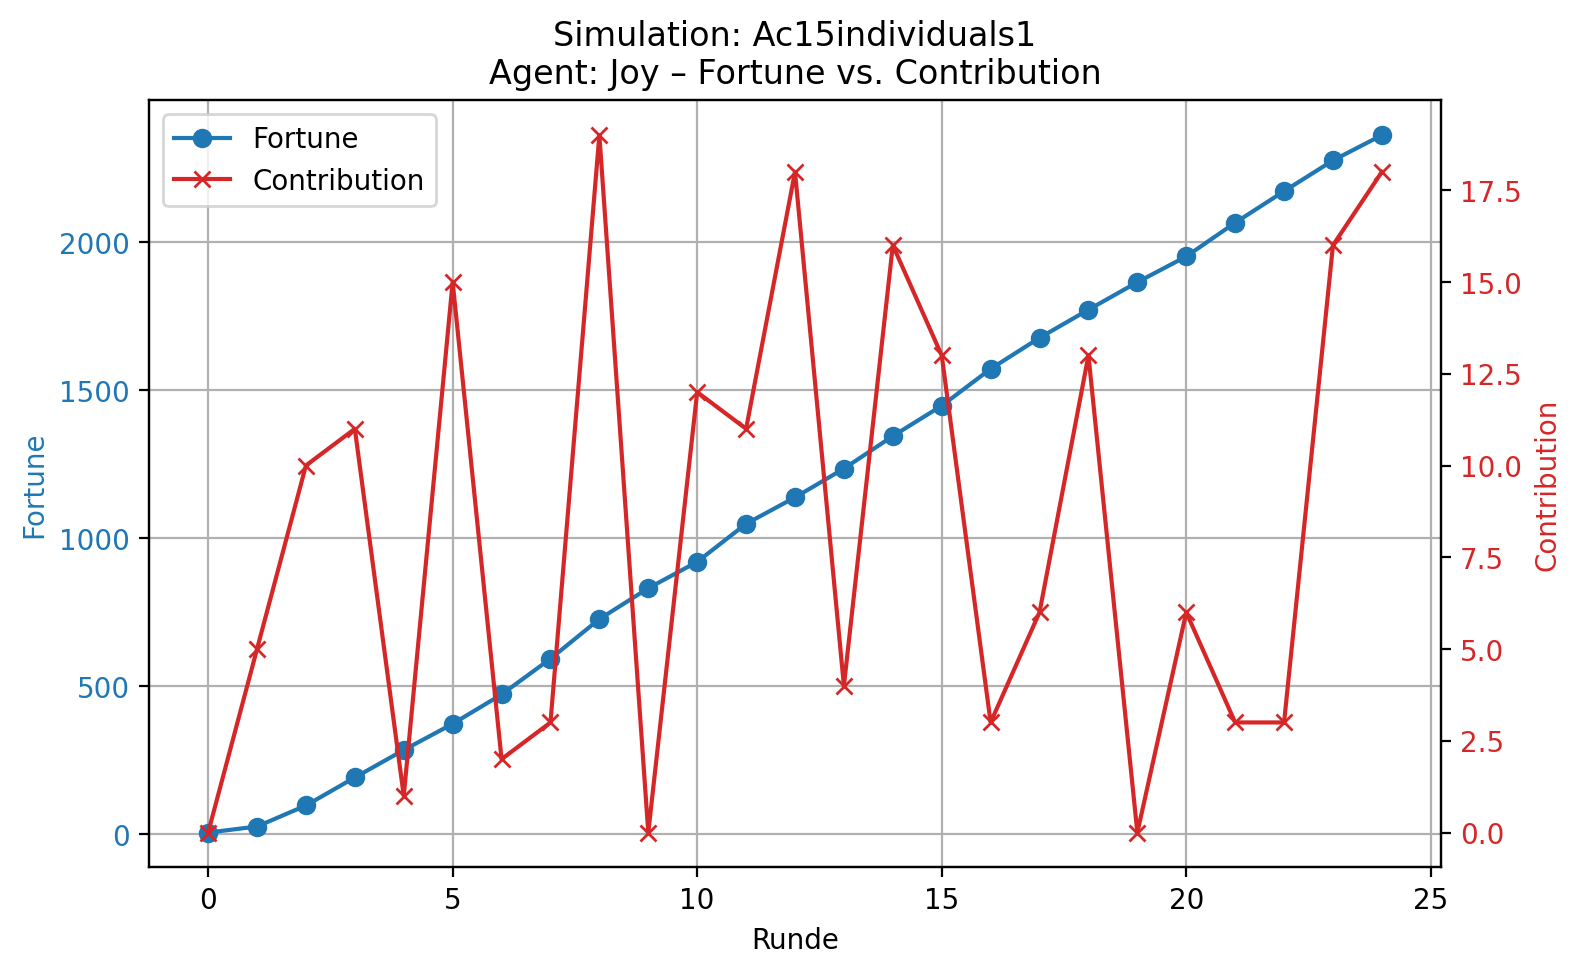 Simulation: Ac15individuals1
Agent: Joy – Fortune vs. Contribution
Fortune
Contribution
2000
1500
1000
500
0
Fortune
17.5
15.0
12.5
10.0
7.5
5.0
2.5
0.0
Contribution
0 5 10 15 20 25
Runde